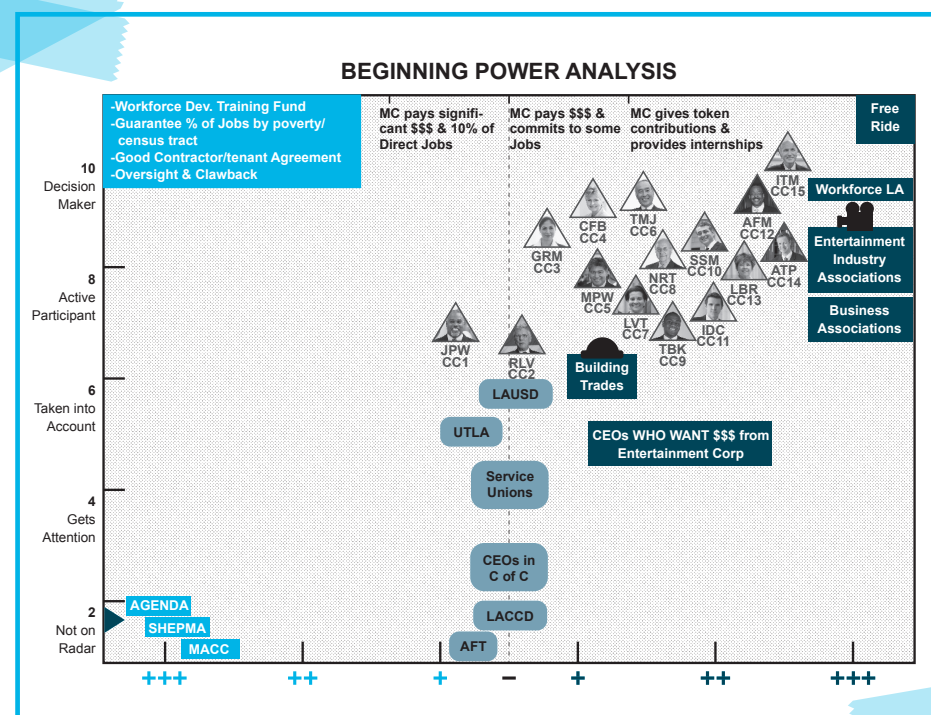 BEGINNING POWER ANALYSIS
-Workforce Dev. Training Fund
-Guarantee % of Jobs by poverty/
census tract
-Good Contractor/tenant Agreement
-Oversight & Clawback
MC pays signifi-
cant $$$ & 10% of
Direct Jobs
MC pays $$$ &
commits to some
Jobs
MC gives token
contributions &
provides internships
Free
Ride
10
Decision
Maker
8
Active
Participant
6
Taken into
Account
4
Gets
Attention
2
Not on
Radar
ITM
CC15
Workforce LA
AFM
CC12
CFB
CC4
TMJ
CC6
GRM
CC3
SSM
CC10
ATP
CC14
Entertainment
Industry
Associations
NRT
CC8
LBR
CC13
MPW
CC5
Business
Associations
LVT
CC7
IDC
CC11
TBK
CC9
JPW
CC1
RLV
CC2
Building
Trades
LAUSD
UTLA
CEOs WHO WANT $$$ from
Entertainment Corp
Service
Unions
CEOs in
C of C
LACCD
AFT
AGENDA
SHEPMA
MACC
+++ ++ + – + ++ +++